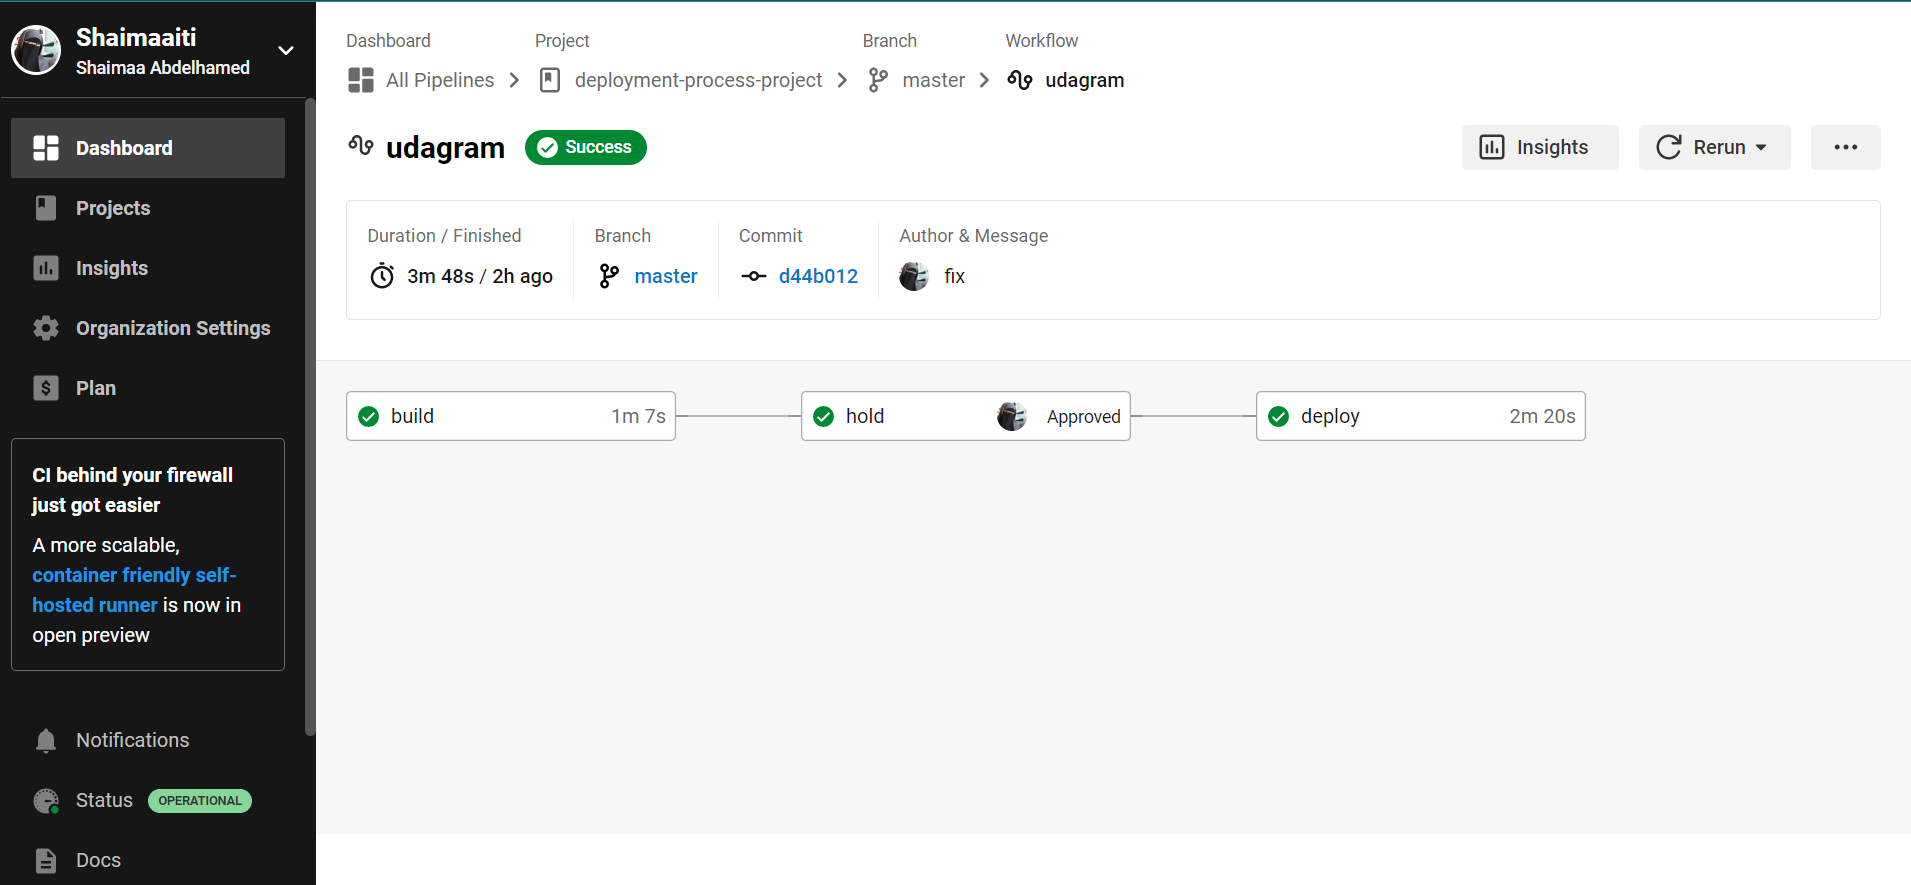 Shaimaaiti
Shaimaa Abdelhamed
Dashboard
Projects
Insights
Organization Settings
Plan
CI behind your firewall
just got easier
A more scalable,
container friendly self-
hosted runner is now in
open preview
Notifications
Status OPERATIONAL
Docs
Dashboard Project Branch Workflow
All Pipelines deployment-process-project master udagram
udagram Success Insights Rerun
Duration / Finished Branch Commit Author & Message
3m 48s / 2h ago master d44b012 fix
build 1m 7s hold Approved deploy 2m 20s